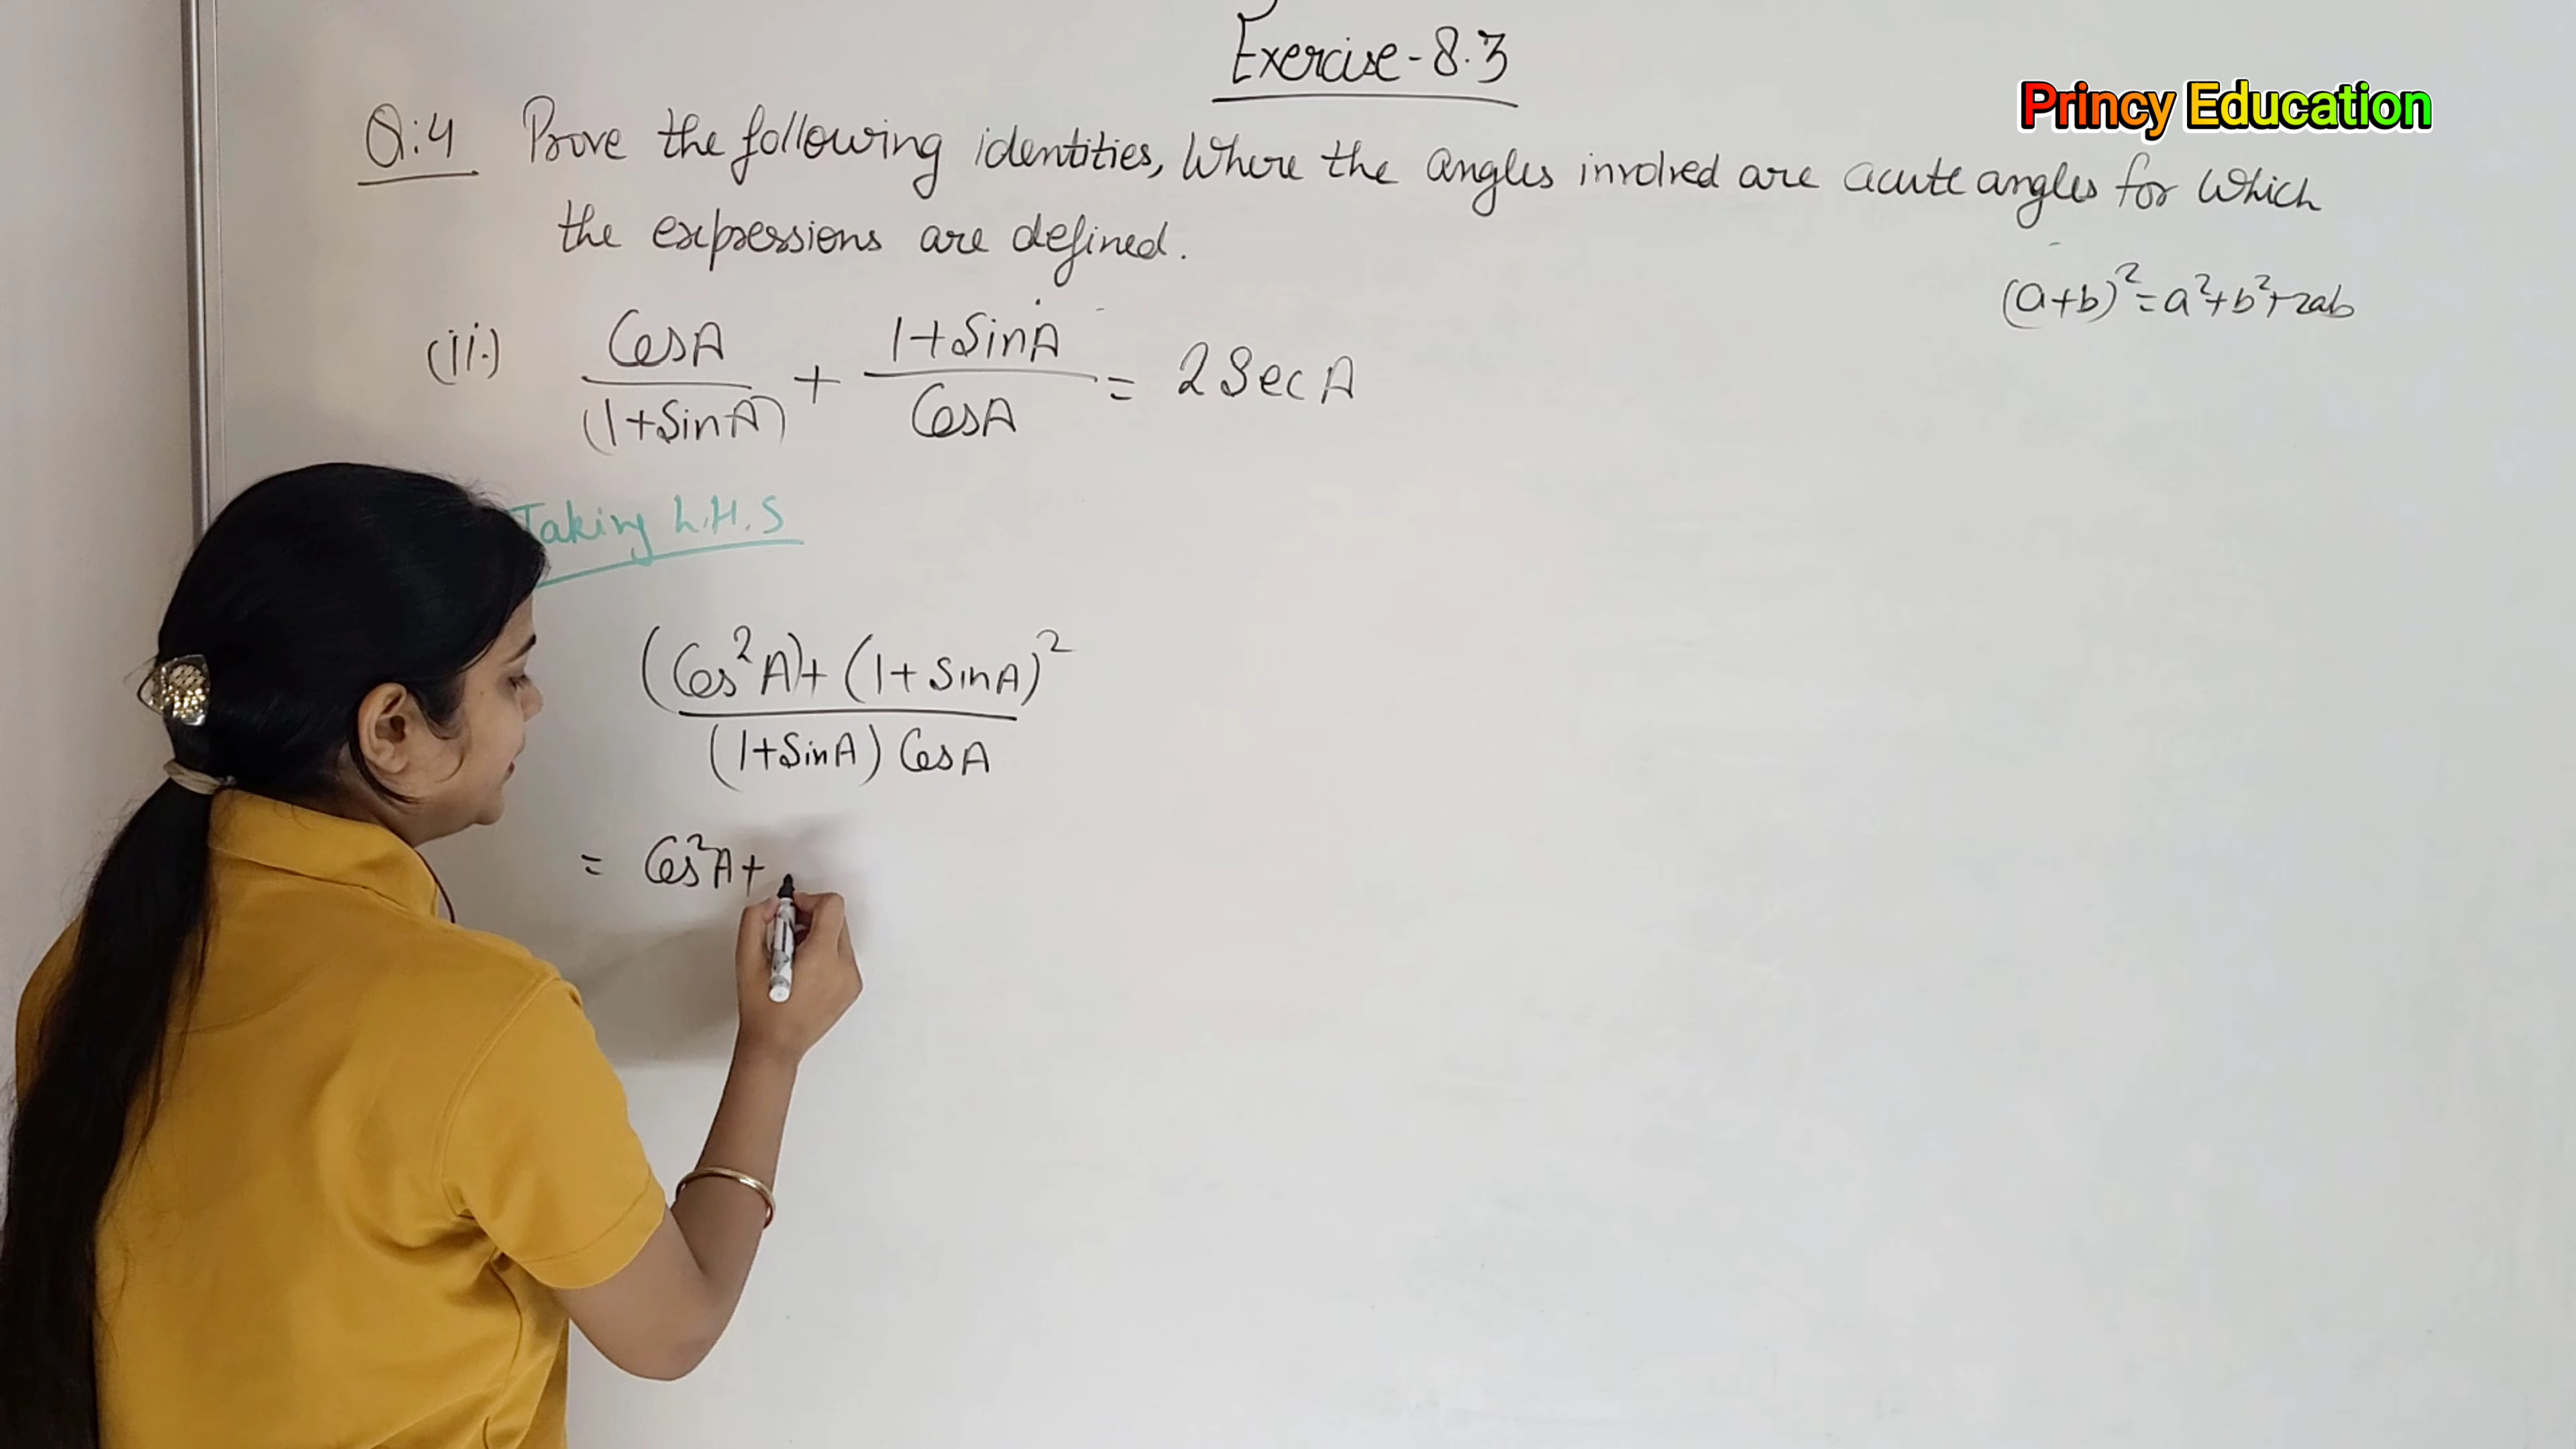 Exercise-8.3
Princy Education
Q:4 Prove the following identities, Where the angles involved are acute angles for Which
the expressions are defined.
(a+b)²=a²+b²+2ab
(ii.) CosA/(1+SinA) + 1+SinA/CosA = 2SecA
Taking L.H.S
(Cos²A)+(1+SinA)²
(1+SinA) CosA
= Cos²A+